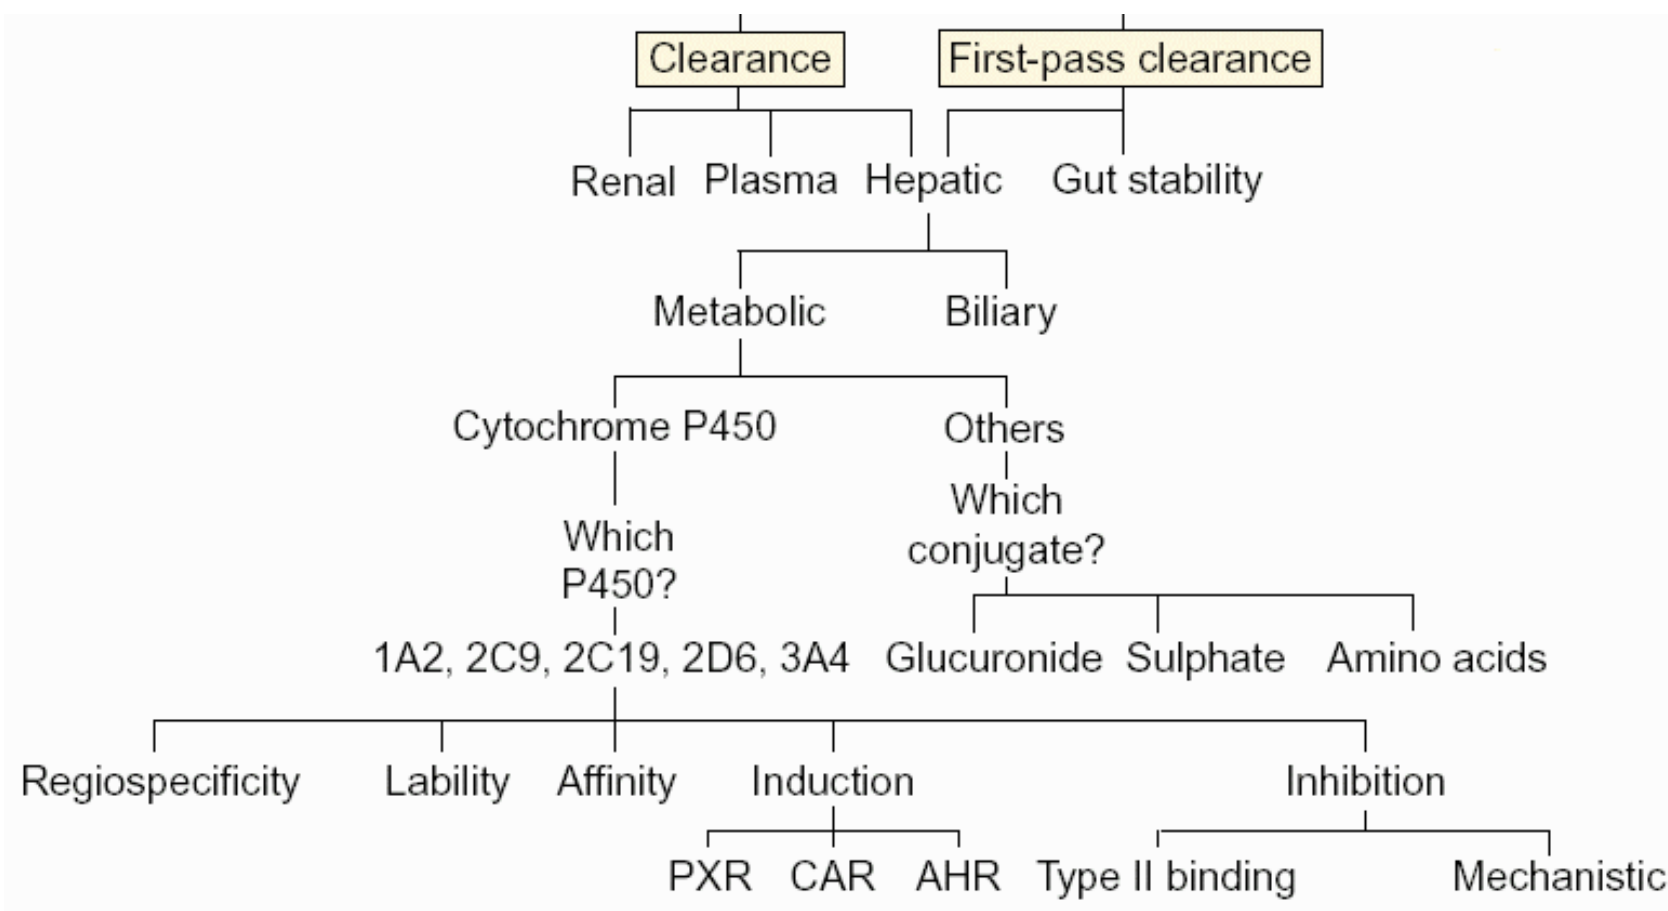 Clearance
First-pass clearance
Renal
Plasma
Hepatic
Gut stability
Metabolic
Biliary
Cytochrome P450
Others
Which
P450?
Which
conjugate?
1A2, 2C9, 2C19, 2D6, 3A4
Glucuronide
Sulphate
Amino acids
Regiospecificity
Lability
Affinity
Induction
Inhibition
PXR
CAR
AHR
Type II binding
Mechanistic